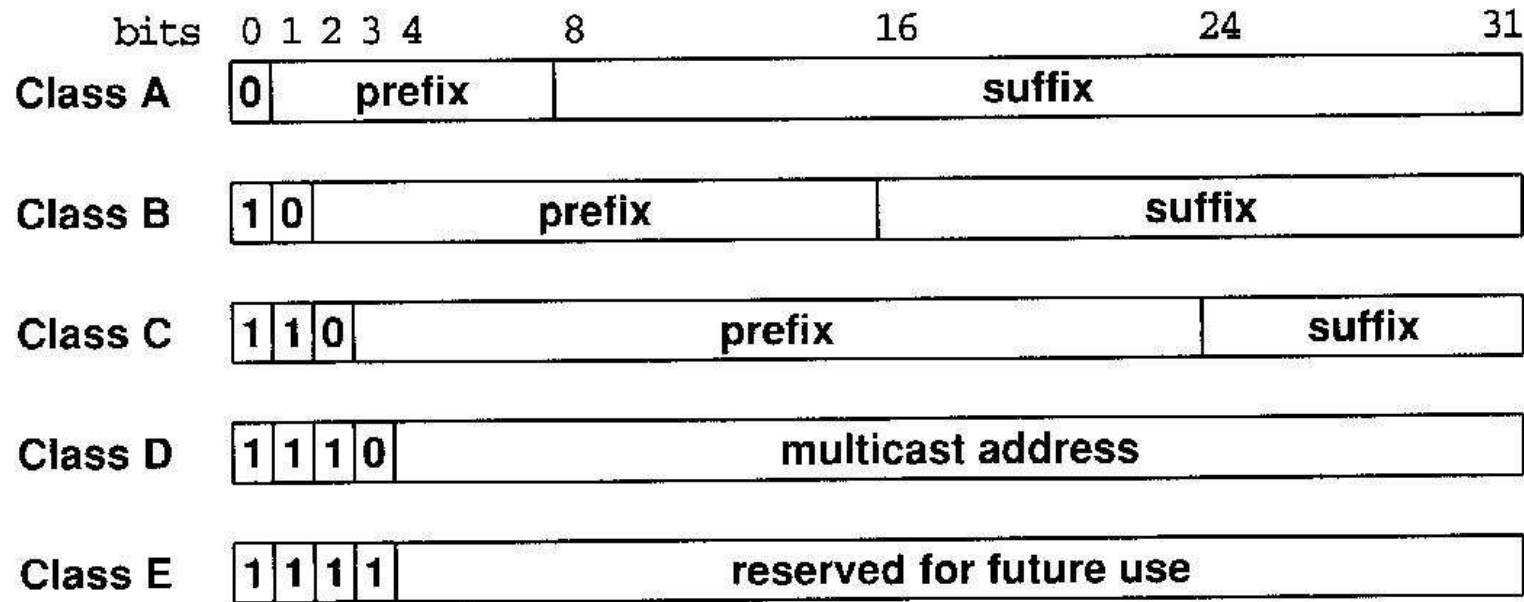 bits 0 1 2 3 4 8 16 24 31
Class A 0 prefix suffix
Class B 1 0 prefix suffix
Class C 1 1 0 prefix suffix
Class D 1 1 1 0 multicast address
Class E 1 1 1 1 reserved for future use